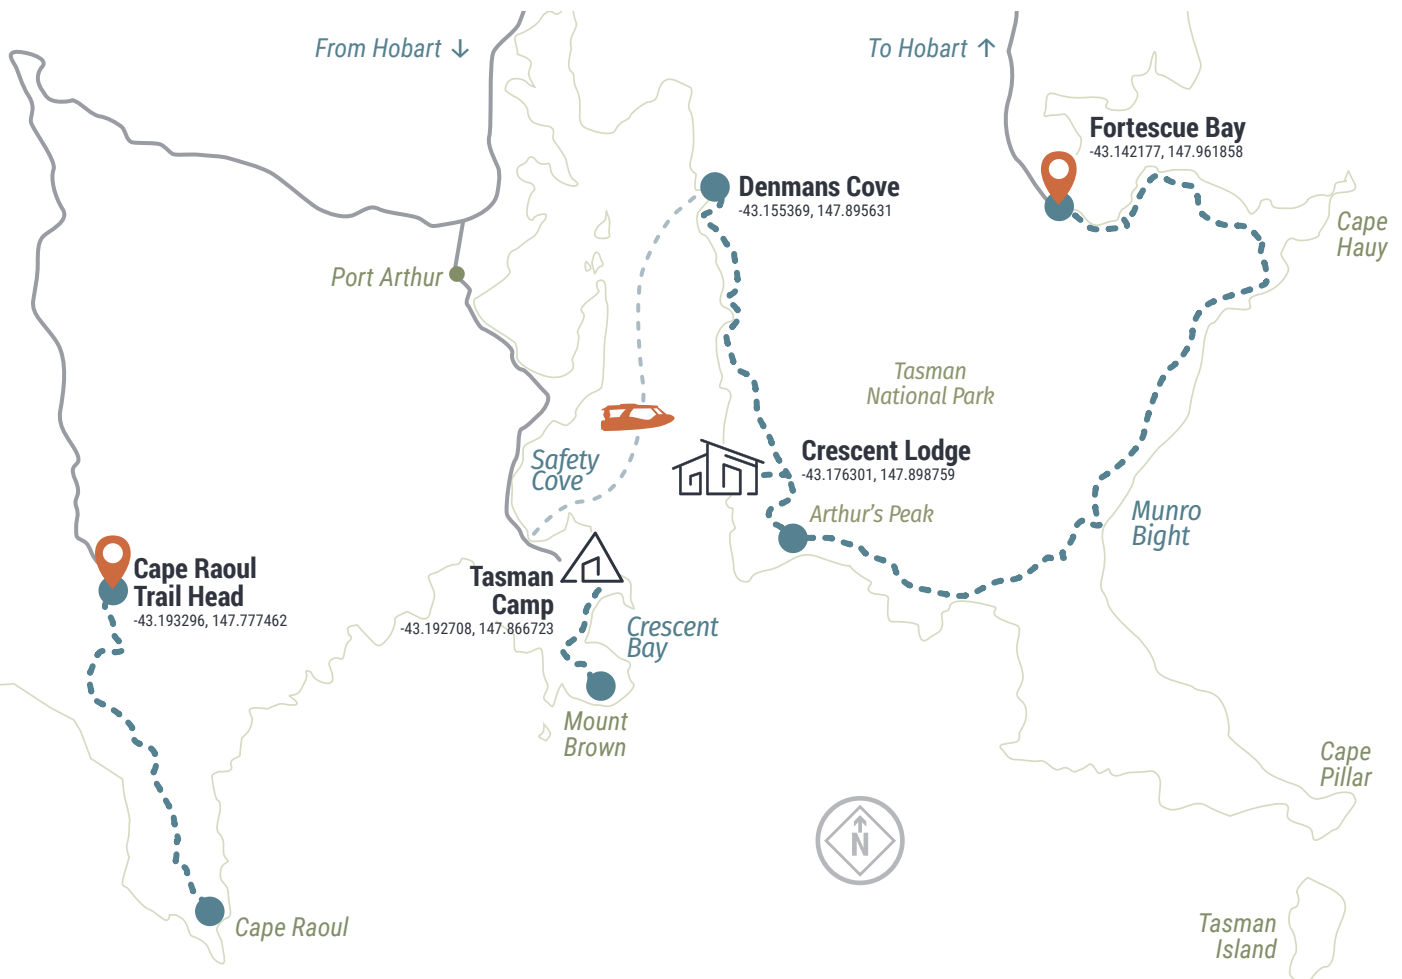 From Hobart ↓
To Hobart ↑
Fortescue Bay
-43.142177, 147.961858
Denmans Cove
-43.155369, 147.895631
Cape
Hauy
Port Arthur
Tasman
National Park
Safety
Cove
Crescent Lodge
-43.176301, 147.898759
Arthur's Peak
Munro
Bight
Cape Raoul
Trail Head
-43.193296, 147.777462
Tasman
Camp
-43.192708, 147.866723
Crescent
Bay
Mount
Brown
Cape
Pillar
N
Cape Raoul
Tasman
Island